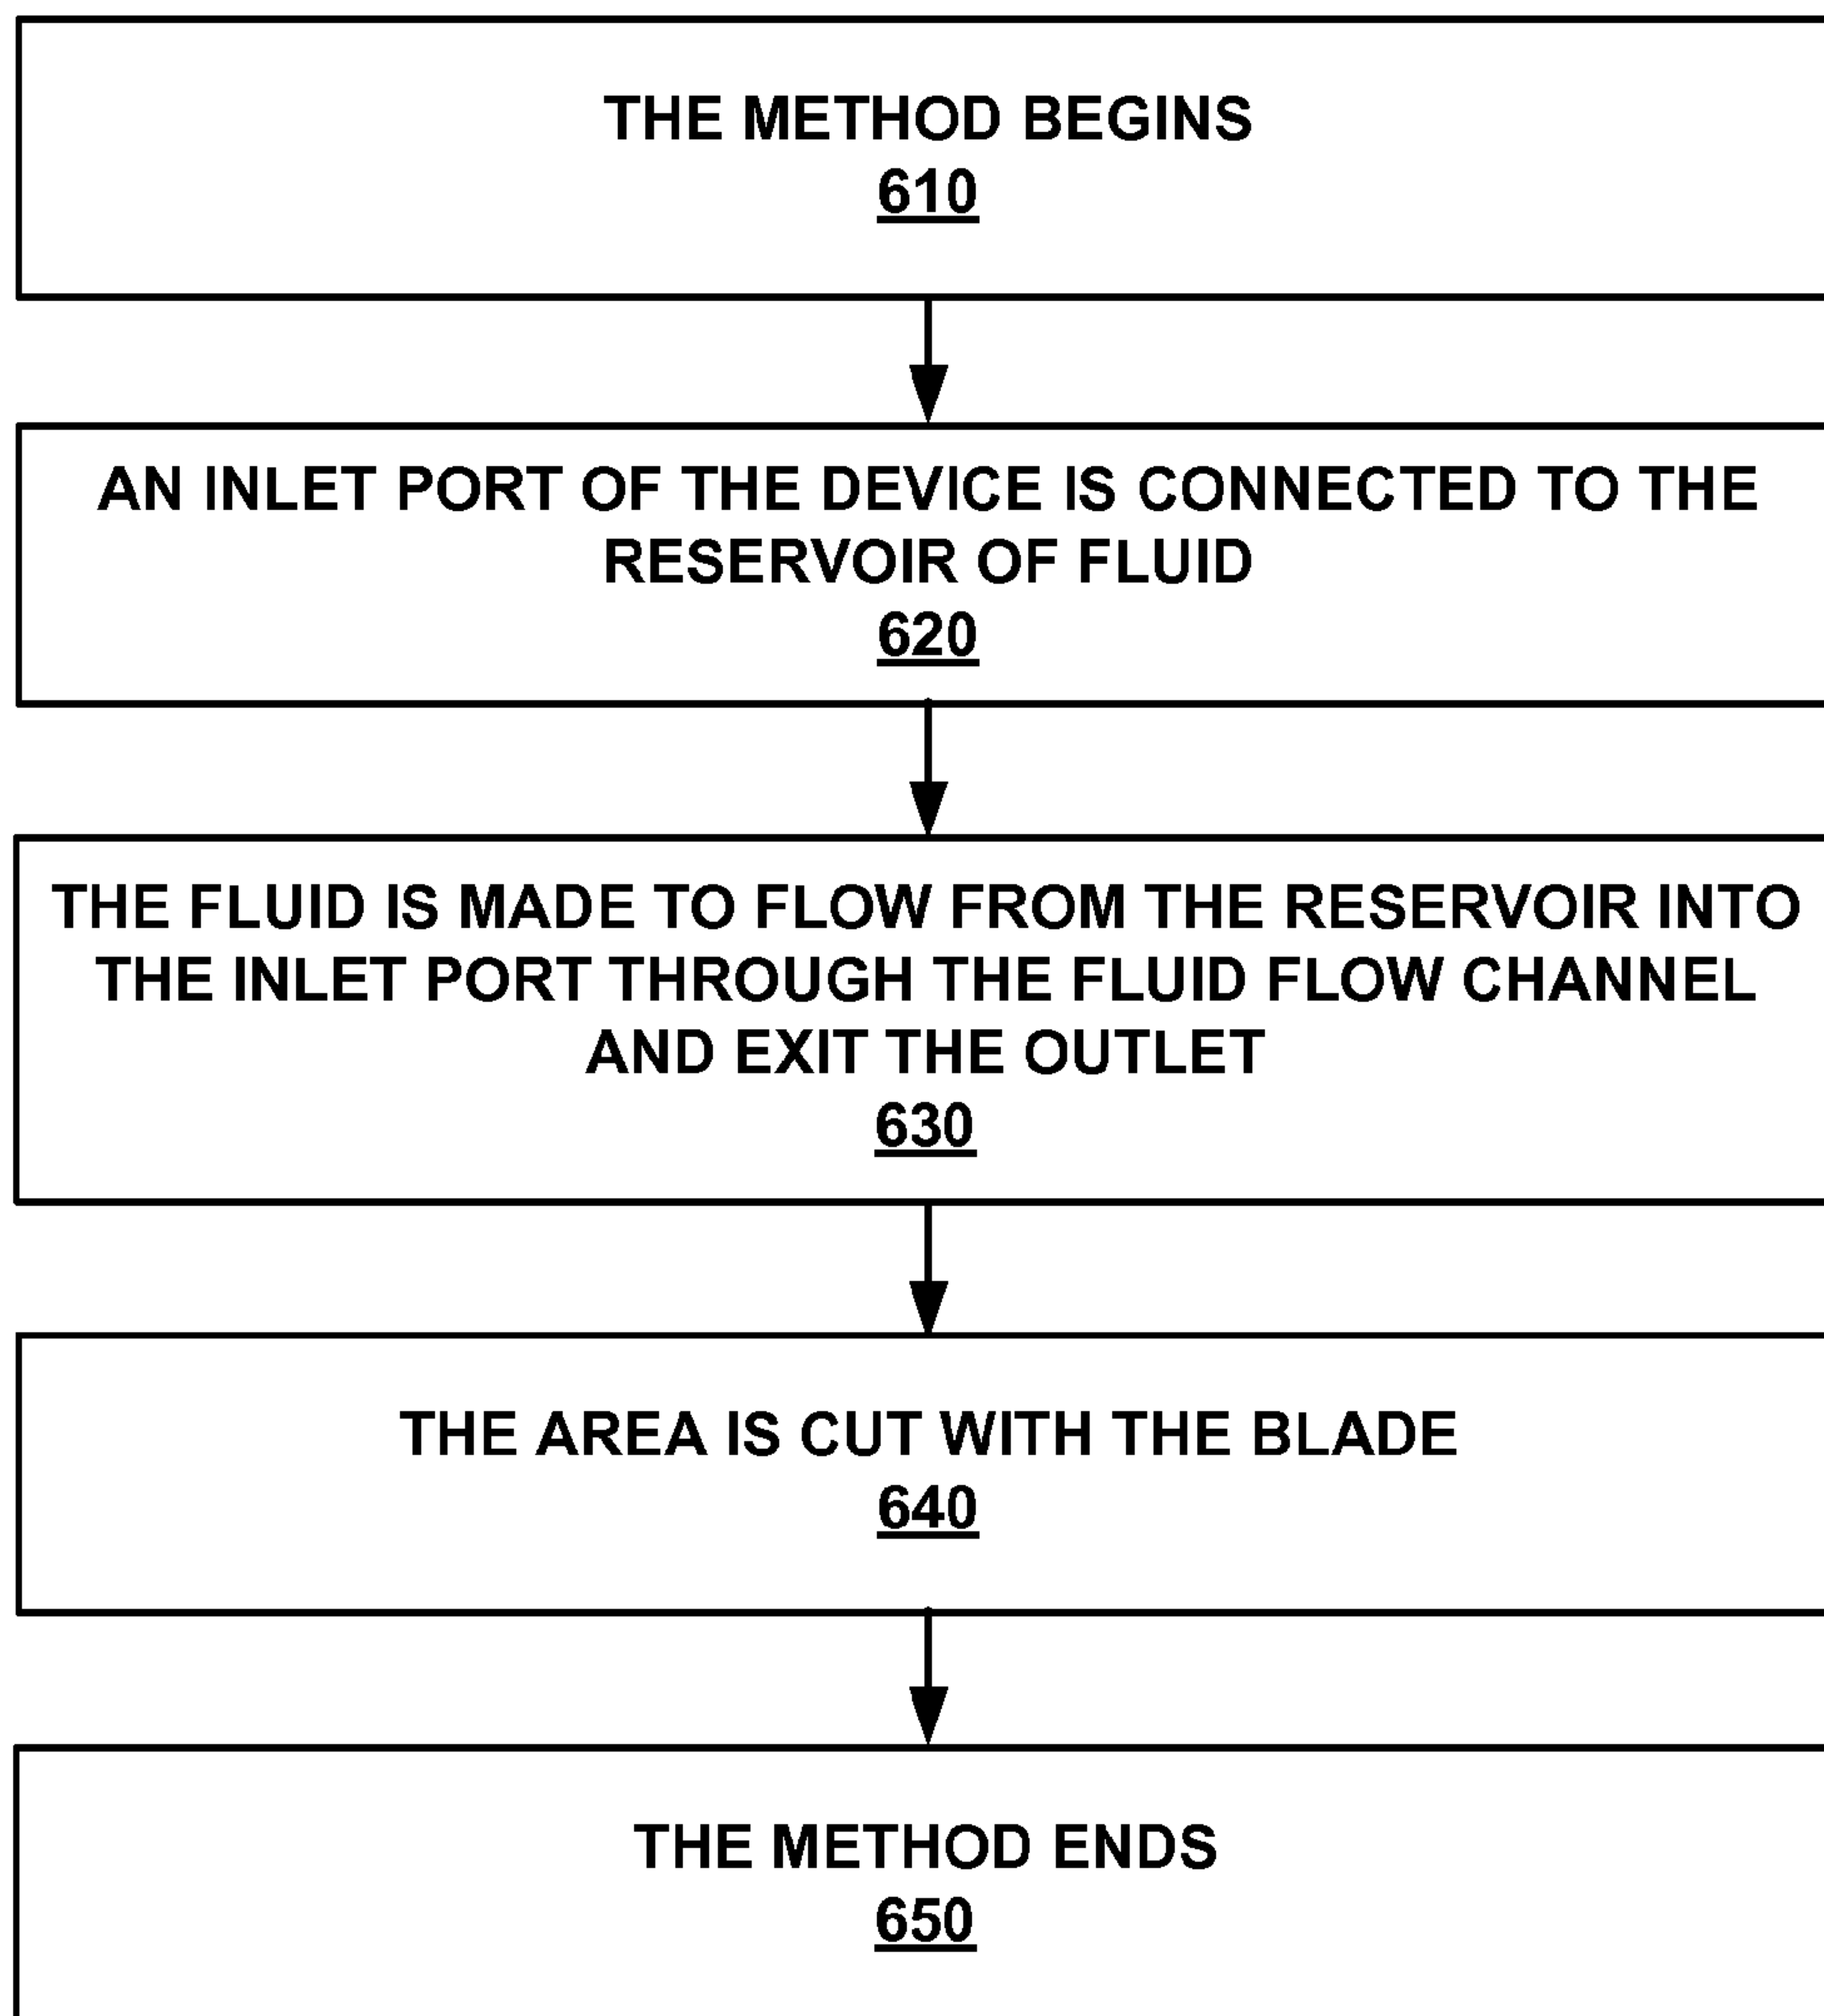 THE METHOD BEGINS
610
AN INLET PORT OF THE DEVICE IS CONNECTED TO THE
RESERVOIR OF FLUID
620
THE FLUID IS MADE TO FLOW FROM THE RESERVOIR INTO
THE INLET PORT THROUGH THE FLUID FLOW CHANNEL
AND EXIT THE OUTLET
630
THE AREA IS CUT WITH THE BLADE
640
THE METHOD ENDS
650